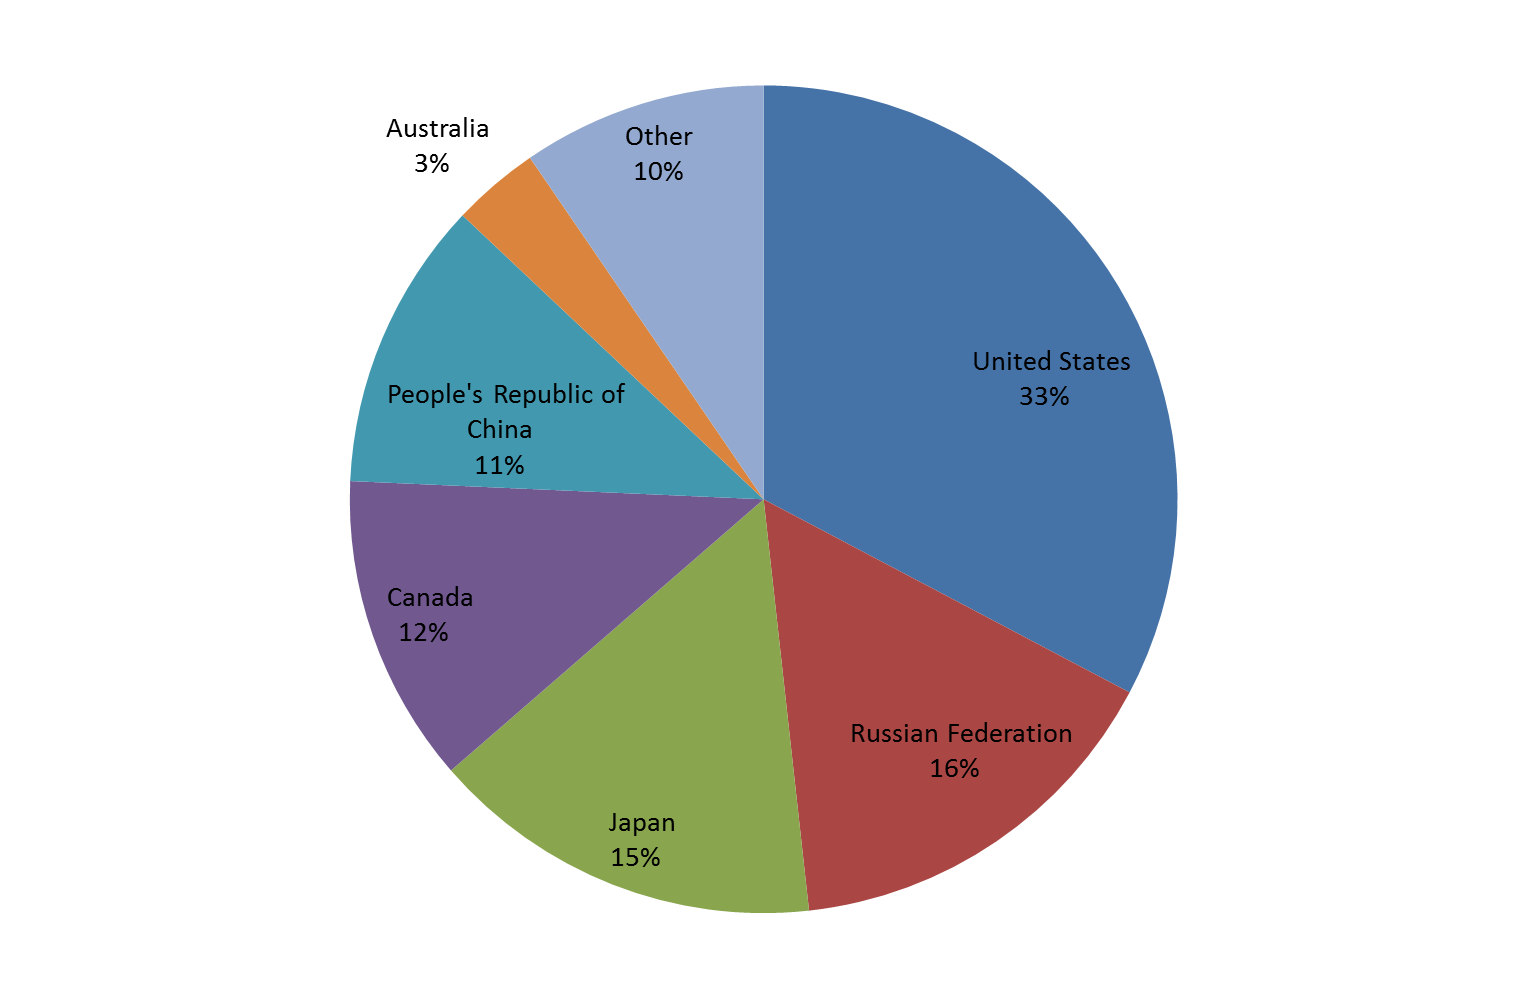 Australia
3%
Other
10%
United States
33%
People's Republic of
China
11%
Canada
12%
Russian Federation
16%
Japan
15%